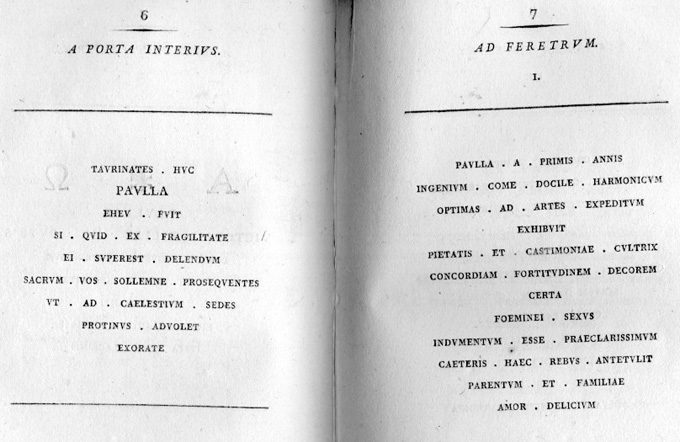 6
A PORTA INTERIVS.
TAVRINATES . HVC
PAVLLA
EHEV . FVIT
SI . QVID . EX . FRAGILITATE
EI . SVPEREST . DELENDVM
SACRVM . VOS . SOLLEMNE . PROSEQVENTES
VT . AD . CAELESTIVM . SEDES
PROTINVS . ADVOLET
EXORATE
7
AD FERETRVM.
I.
PAVLLA . A . PRIMIS . ANNIS
INGENIVM . COME . DOCILE . HARMONICVM
OPTIMAS . AD . ARTES . EXPEDITVM
EXHIBVIT
PIETATIS . ET . CASTIMONIAE . CVLTRIX
CONCORDIAM . FORTITVDINEM . DECOREM
CERTA
FOEMINEI . SEXVS
INDVMENTVM . ESSE . PRAECLARISSIMVM
CAETERIS . HAEC . REBVS . ANTETVLIT
PARENTVM . ET . FAMILIAE
AMOR . DELICIVM